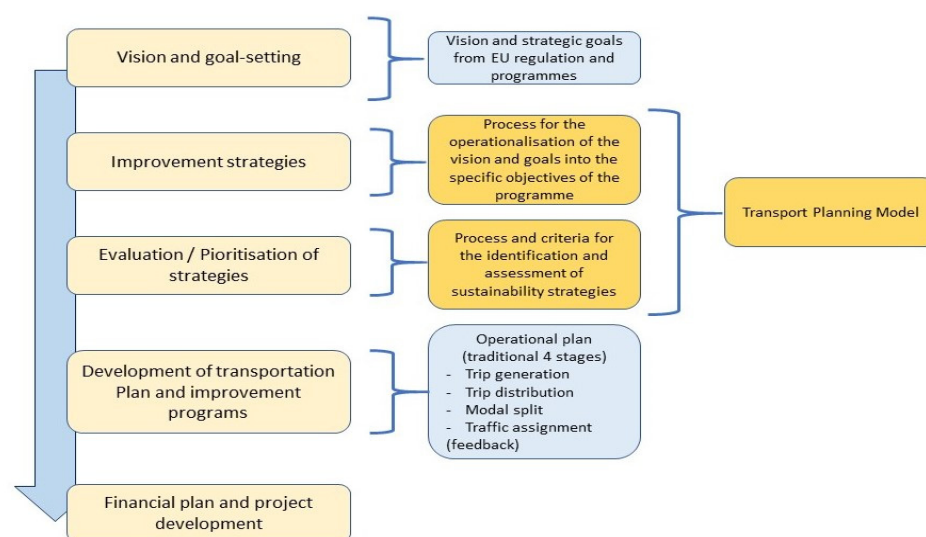 Vision and goal-setting
Vision and strategic goals
from EU regulation and
programmes
Improvement strategies
Process for the
operationalisation of the
vision and goals into the
specific objectives of the
programme
Transport Planning Model
Evaluation / Pioritisation of
strategies
Process and criteria for
the identification and
assessment of
sustainability strategies
Development of transportation
Plan and improvement
programs
Operational plan
(traditional 4 stages)
- Trip generation
- Trip distribution
- Modal split
- Traffic assignment
(feedback)
Financial plan and project
development